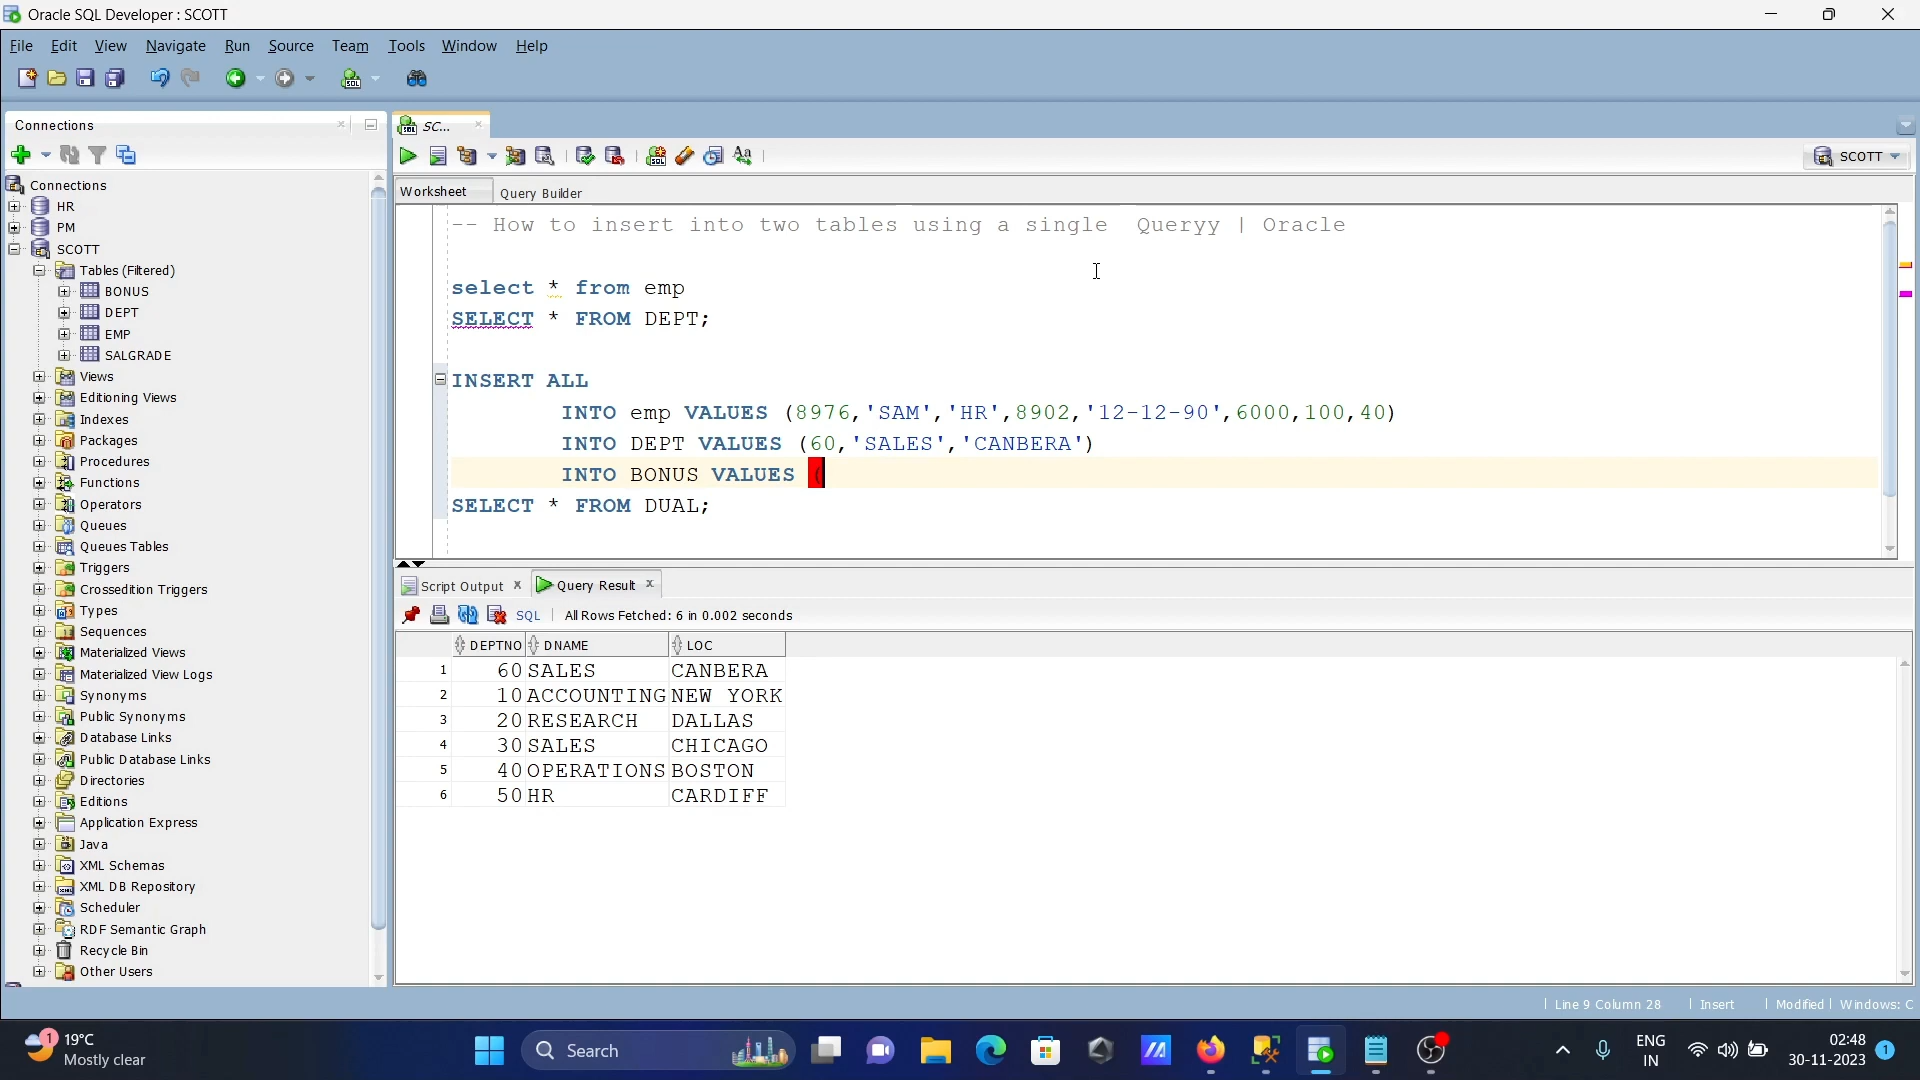 Oracle SQL Developer : SCOTT
File Edit View Navigate Run Source Team Tools Window Help
Connections
SC...
SCOTT
Worksheet Query Builder
Connections
HR
PM
SCOTT
Tables (Filtered)
BONUS
DEPT
EMP
SALGRADE
Views
Editioning Views
Indexes
Packages
Procedures
Functions
Operators
Queues
Queues Tables
Triggers
Crossedition Triggers
Types
Sequences
Materialized Views
Materialized View Logs
Synonyms
Public Synonyms
Database Links
Public Database Links
Directories
Editions
Application Express
Java
XML Schemas
XML DB Repository
Scheduler
RDF Semantic Graph
Recycle Bin
Other Users
-- How to insert into two tables using a single  Queryy | Oracle
select * from emp
SELECT * FROM DEPT;
INSERT ALL
INTO emp VALUES (8976,'SAM','HR',8902,'12-12-90',6000,100,40)
INTO DEPT VALUES (60,'SALES','CANBERA')
INTO BONUS VALUES (
SELECT * FROM DUAL;
Script Output Query Result
SQL All Rows Fetched: 6 in 0.002 seconds
DEPTNO DNAME LOC
1 60 SALES CANBERA
2 10 ACCOUNTING NEW YORK
3 20 RESEARCH DALLAS
4 30 SALES CHICAGO
5 40 OPERATIONS BOSTON
6 50 HR CARDIFF
Line 9 Column 28 Insert Modified Windows: C
1 19°C
Mostly clear
Search
ENG
IN
02:48
30-11-2023
1